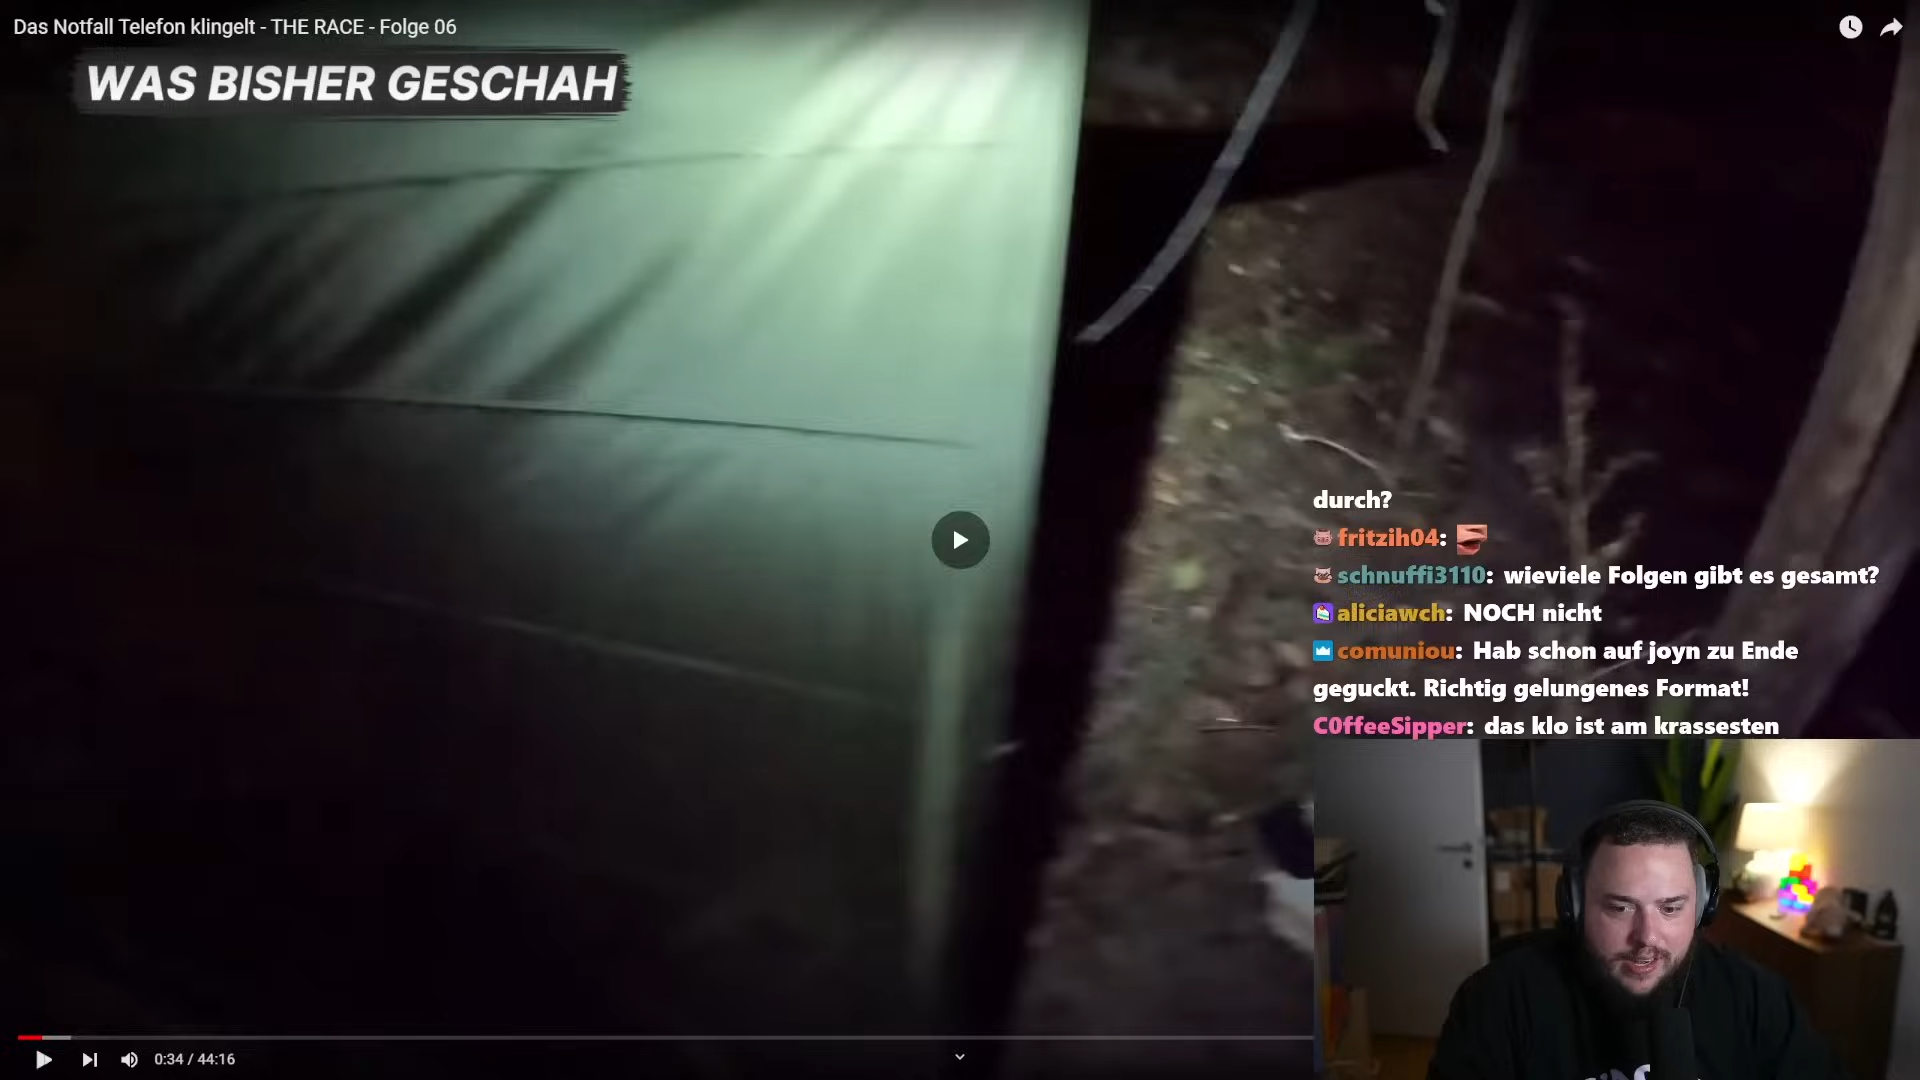 Das Notfall Telefon klingelt - THE RACE - Folge 06
WAS BISHER GESCHAH
durch?
fritzih04:
schnuffi3110: wieviele Folgen gibt es gesamt?
aliciawch: NOCH nicht
comuniou: Hab schon auf joyn zu Ende
geguckt. Richtig gelungenes Format!
C0ffeeSipper: das klo ist am krassesten
0:34 / 44:16